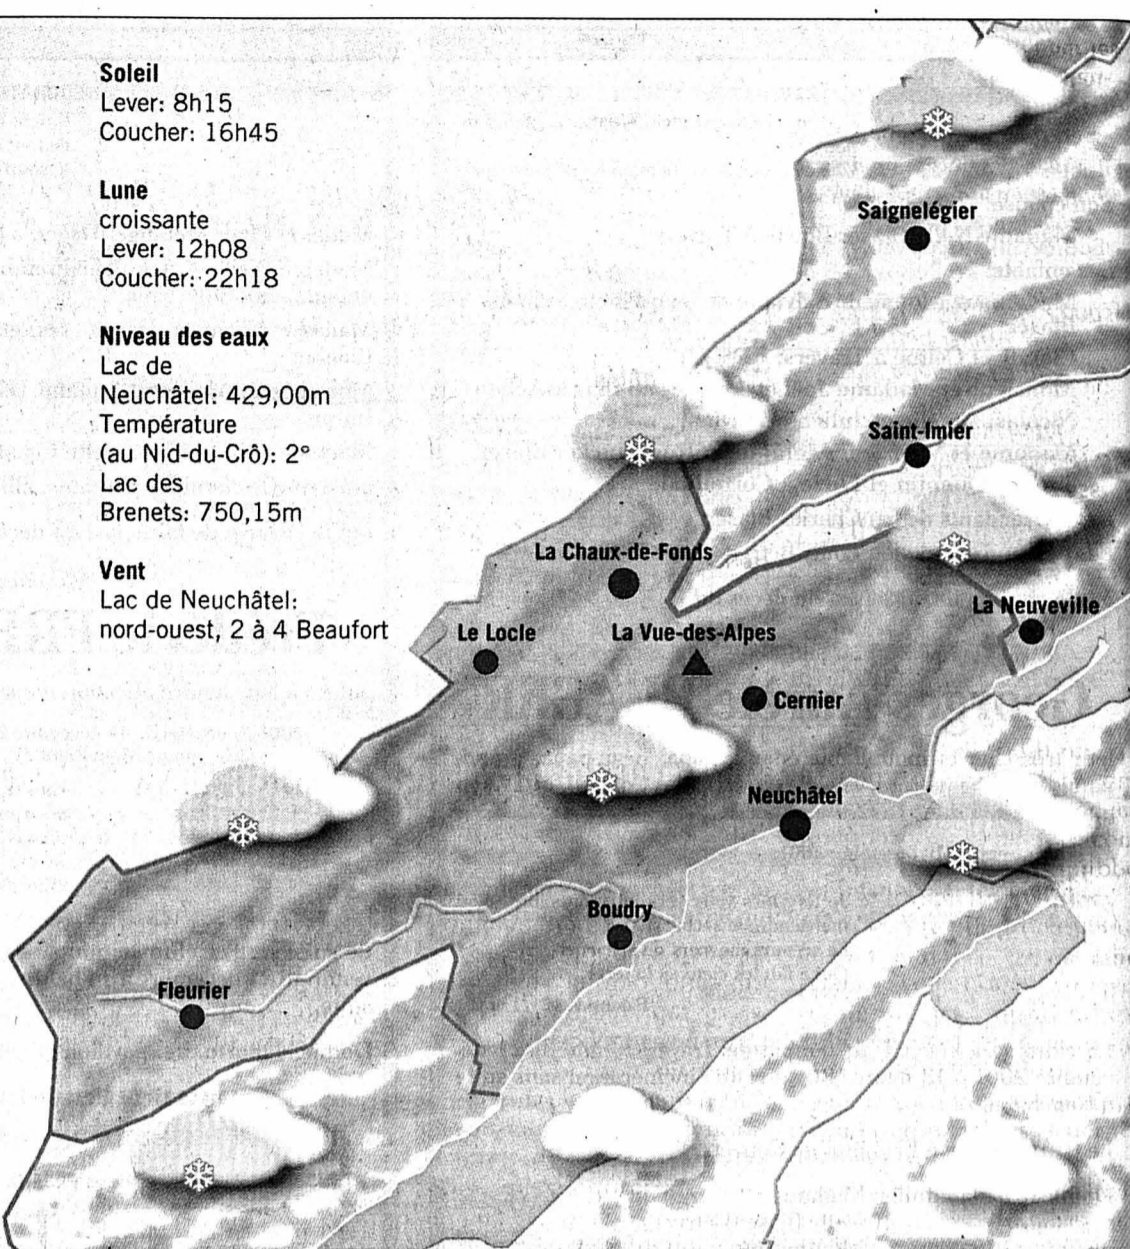 Soleil
Lever: 8h15
Coucher: 16h45
Lune
croissante
Lever: 12h08
Coucher: 22h18
Niveau des eaux
Lac de
Neuchâtel: 429,00m
Température
(au Nid-du-Crô): 2°
Lac des
Brenets: 750,15m
Vent
Lac de Neuchâtel:
nord-ouest, 2 à 4 Beaufort
Saignelégier
Saint-Imier
La Chaux-de-Fonds
La Neuveville
Le Locle
La Vue-des-Alpes
Cernier
Neuchâtel
Boudry
Fleurier